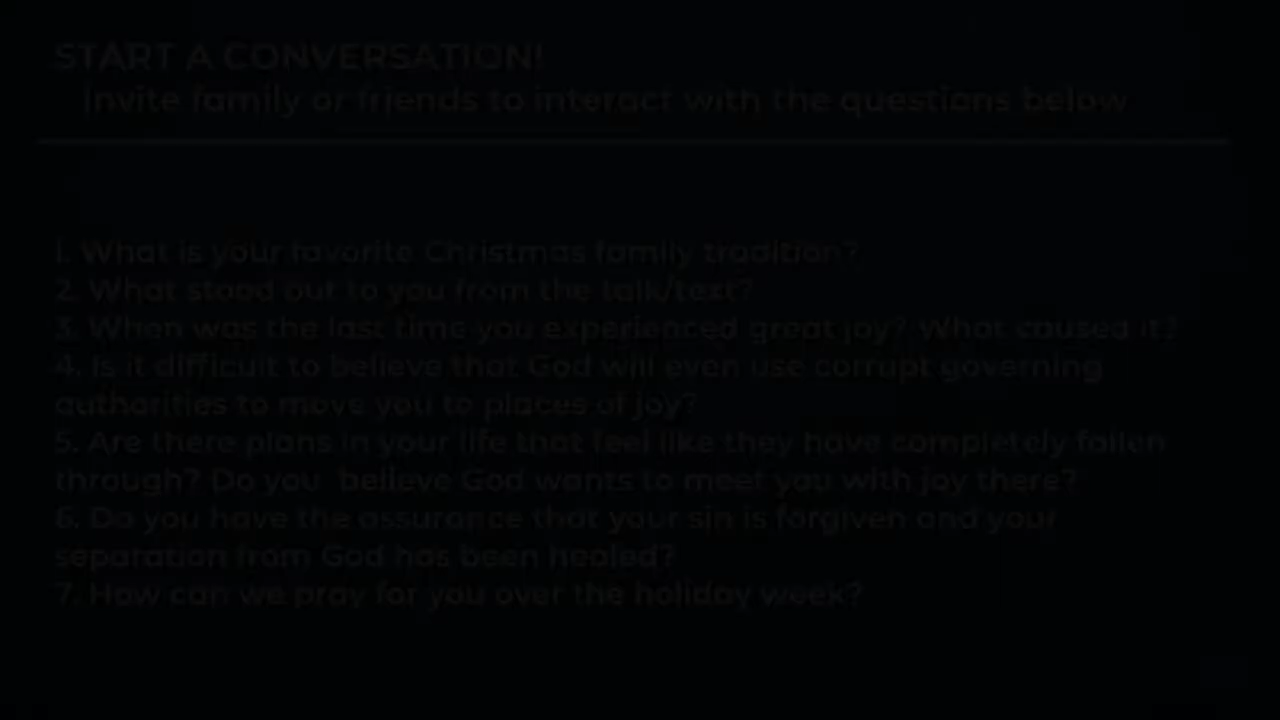 START A CONVERSATION!
Invite family or friends to interact with the questions below
1. What is your favorite Christmas family tradition?
2. What stood out to you from the talk/text?
3. When was the last time you experienced great joy? What caused it?
4. Is it difficult to believe that God will even use corrupt governing
authorities to move you to places of joy?
5. Are there plans in your life that feel like they have completely fallen
through? Do you  believe God wants to meet you with joy there?
6. Do you have the assurance that your sin is forgiven and your
separation from God has been healed?
7. How can we pray for you over the holiday week?